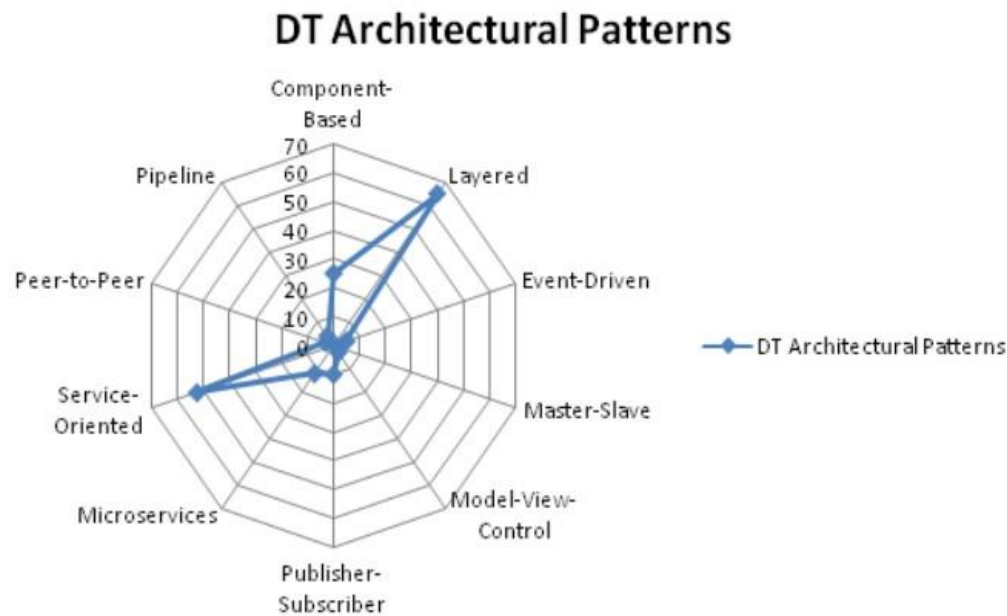 DT Architectural Patterns
Component-
Based
70
60
50
40
30
20
10
0
Layered
Event-Driven
Master-Slave
Model-View-
Control
Publisher-
Subscriber
Microservices
Service-
Oriented
Peer-to-Peer
Pipeline
DT Architectural Patterns